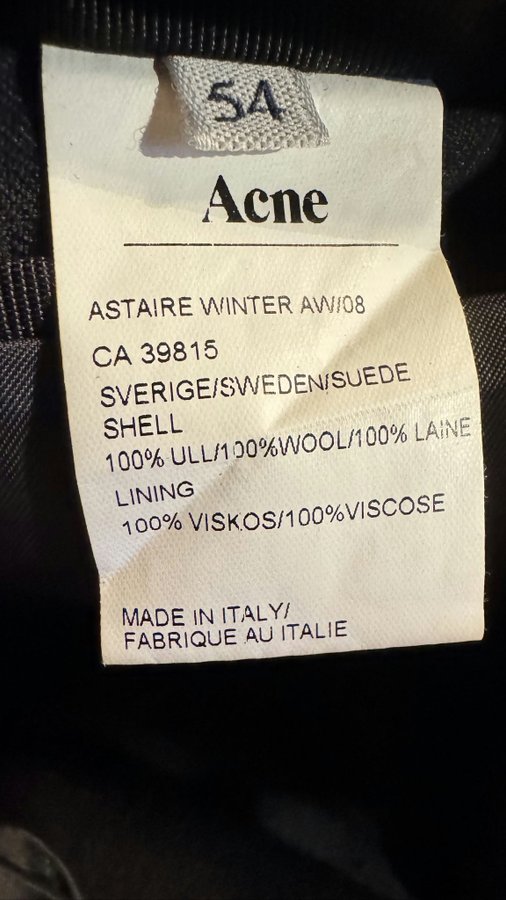 54
Acne
ASTAIRE WINTER AW/08
CA 39815
SVERIGE/SWEDEN/SUEDE
SHELL
100% ULL/100%WOOL/100% LAINE
LINING
100% VISKOS/100%VISCOSE
MADE IN ITALY/
FABRIQUE AU ITALIE